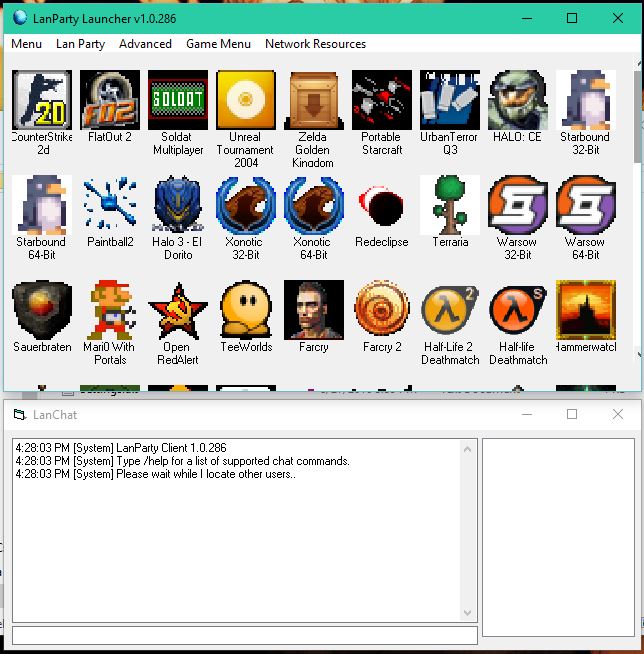 LanParty Launcher v1.0.286
Menu Lan Party Advanced Game Menu Network Resources
20
FO2
SOLDAT
CounterStrike 2d
FlatOut 2
Soldat Multiplayer
Unreal Tournament 2004
Zelda Golden Kingdom
Portable Starcraft
UrbanTerror Q3
HALO: CE
Starbound 32-Bit
Starbound 64-Bit
Paintball2
Halo 3 - El Dorito
Xonotic 32-Bit
Xonotic 64-Bit
Redeclipse
Terraria
Warsow 32-Bit
Warsow 64-Bit
2
S
Sauerbraten
Mari0 With Portals
Open RedAlert
TeeWorlds
Farcry
Farcry 2
Half-Life 2 Deathmatch
Half-life Deathmatch
Hammerwatch
LanChat
4:28:03 PM [System] LanParty Client 1.0.286
4:28:03 PM [System] Type /help for a list of supported chat commands.
4:28:03 PM [System] Please wait while I locate other users..